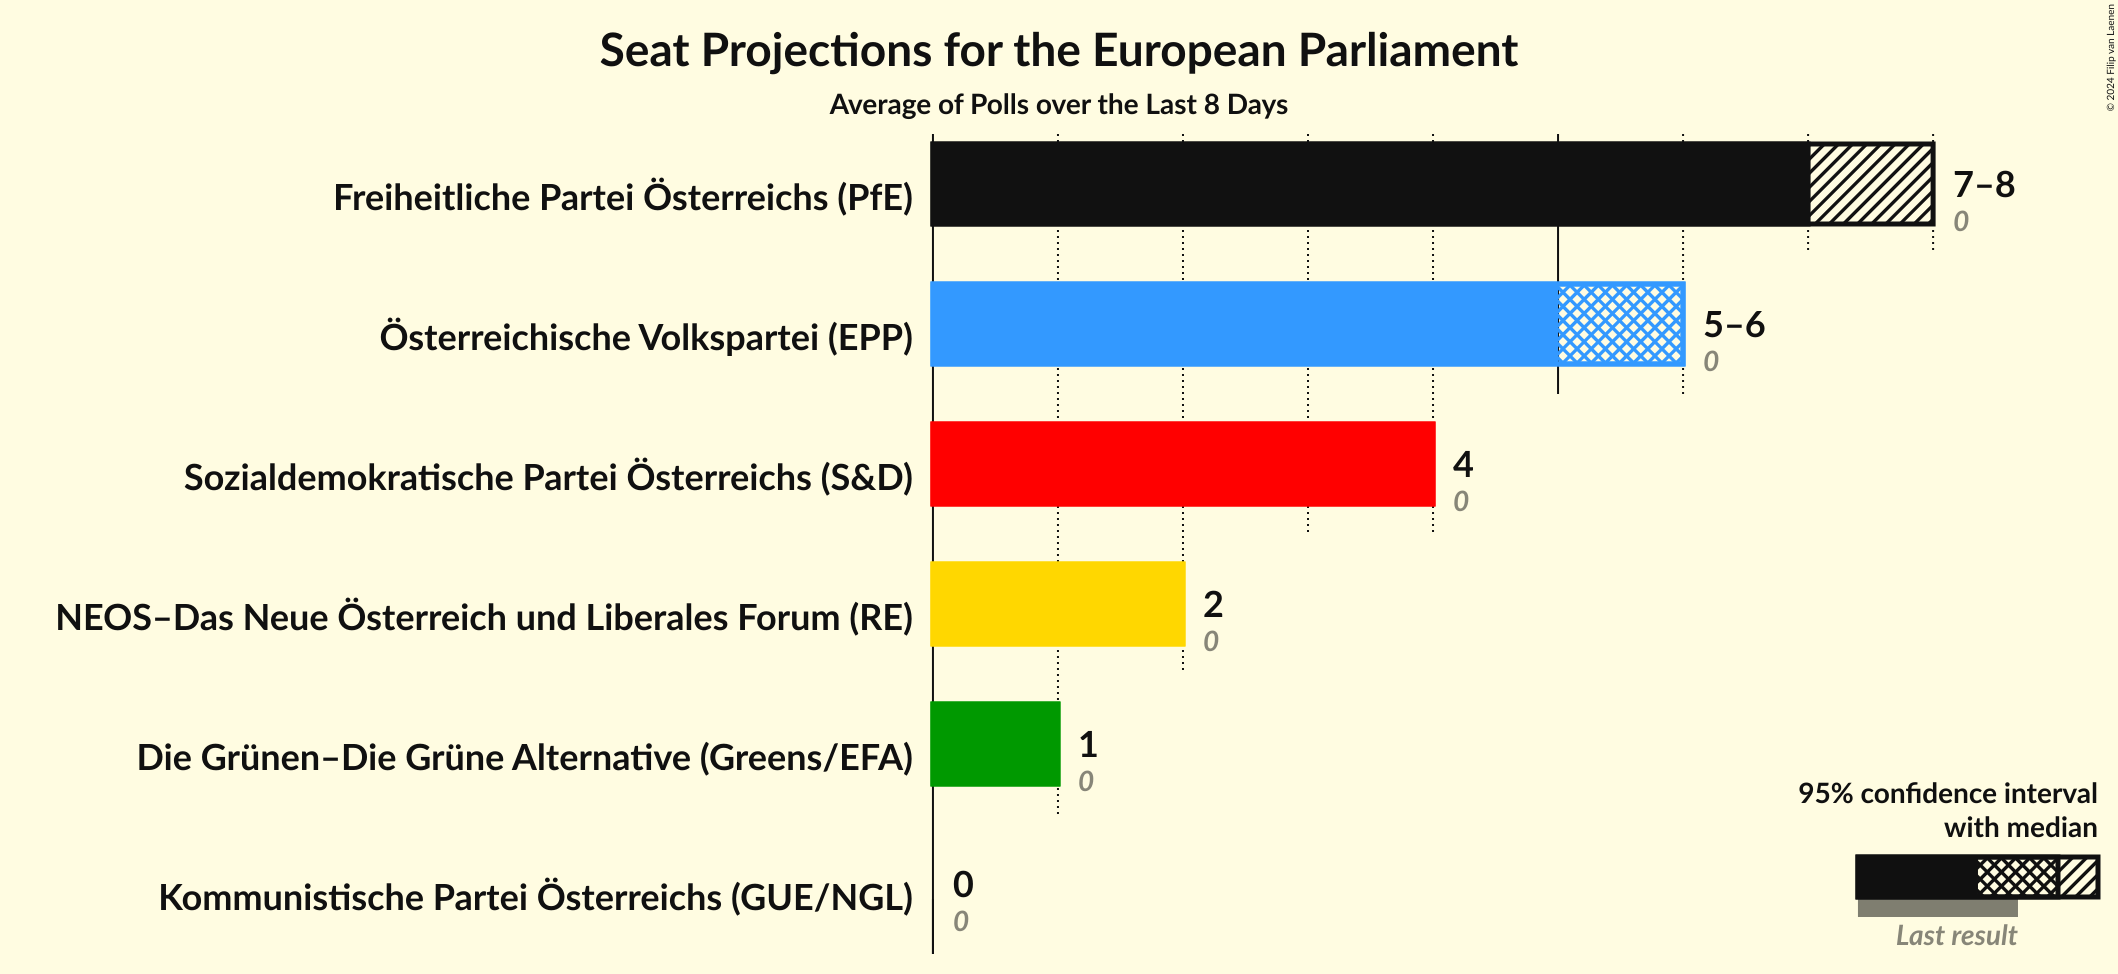 Seat Projections for the European Parliament
Average of Polls over the Last 8 Days
© 2024 Filip van Laenen
Freiheitliche Partei Österreichs (PfE)
7–8
0
Österreichische Volkspartei (EPP)
5–6
0
Sozialdemokratische Partei Österreichs (S&D)
4
0
NEOS–Das Neue Österreich und Liberales Forum (RE)
2
0
Die Grünen–Die Grüne Alternative (Greens/EFA)
1
0
Kommunistische Partei Österreichs (GUE/NGL)
0
0
95% confidence interval
with median
Last result